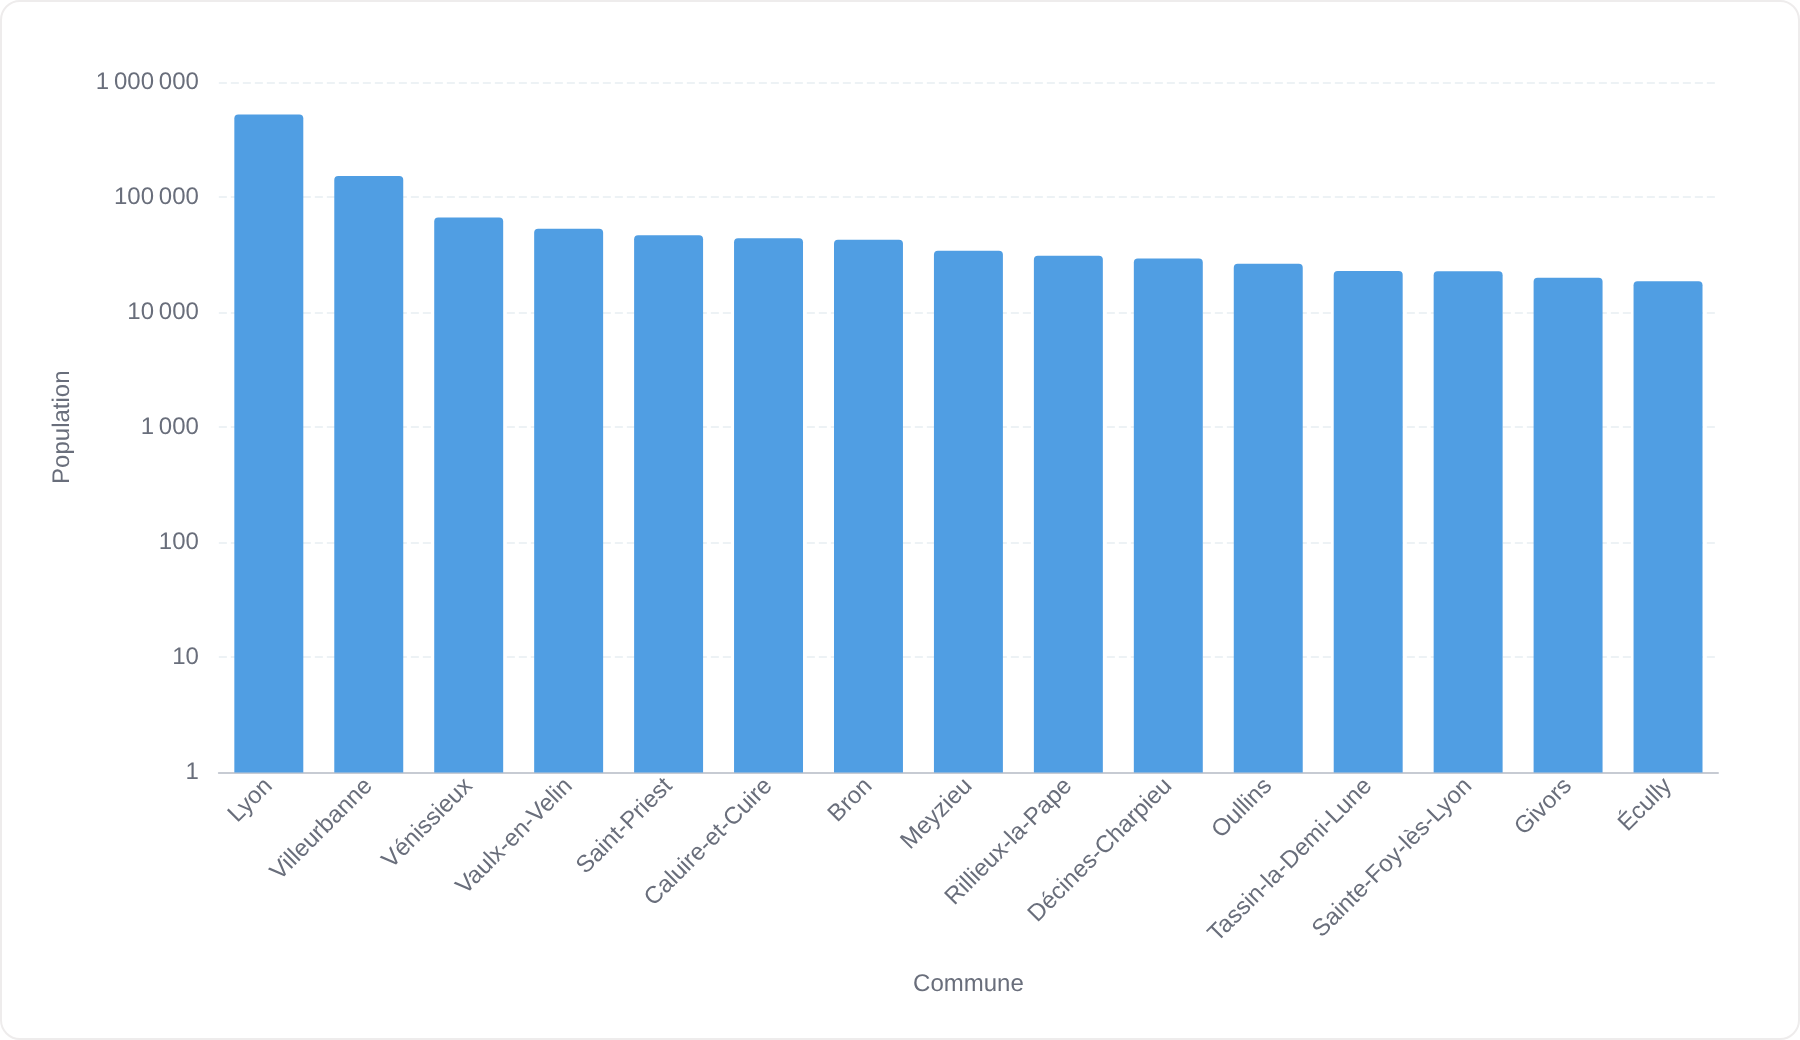 1 000 000
100 000
10 000
1 000
100
10
1
Population
Lyon
Villeurbanne
Vénissieux
Vaulx-en-Velin
Saint-Priest
Caluire-et-Cuire
Bron
Meyzieu
Rillieux-la-Pape
Décines-Charpieu
Oullins
Tassin-la-Demi-Lune
Sainte-Foy-lès-Lyon
Givors
Écully
Commune